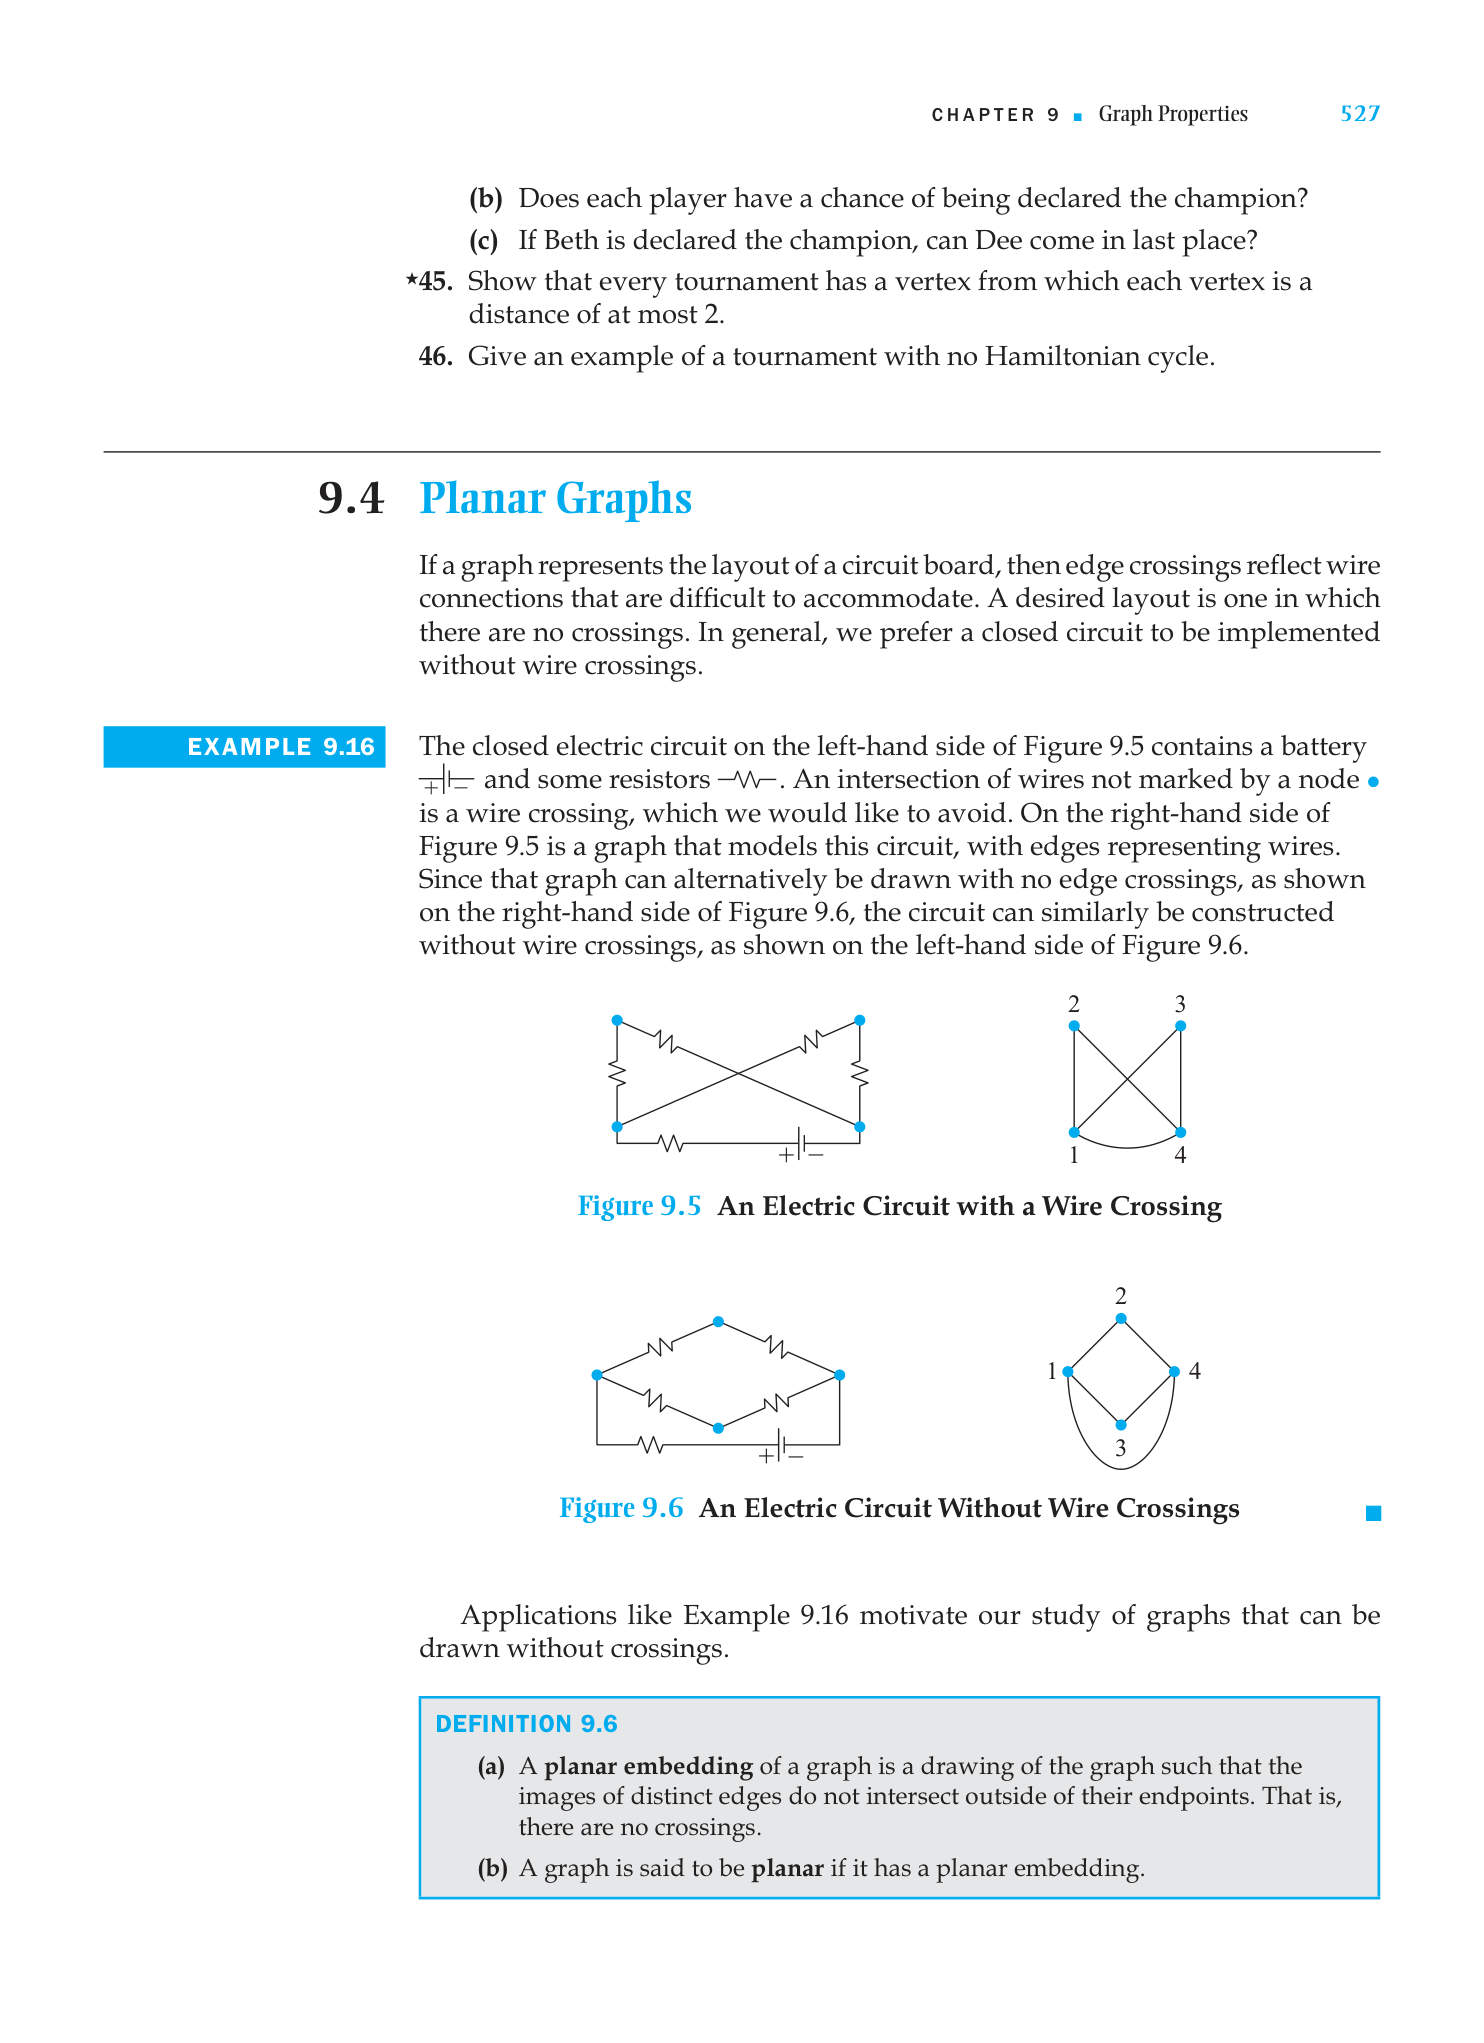 CHAPTER 9 ■ Graph Properties 527
(b) Does each player have a chance of being declared the champion?
(c) If Beth is declared the champion, can Dee come in last place?
★45. Show that every tournament has a vertex from which each vertex is a
distance of at most 2.
46. Give an example of a tournament with no Hamiltonian cycle.
9.4 Planar Graphs
If a graph represents the layout of a circuit board, then edge crossings reflect wire
connections that are difficult to accommodate. A desired layout is one in which
there are no crossings. In general, we prefer a closed circuit to be implemented
without wire crossings.
EXAMPLE 9.16 The closed electric circuit on the left-hand side of Figure 9.5 contains a battery
+ − and some resistors . An intersection of wires not marked by a node •
is a wire crossing, which we would like to avoid. On the right-hand side of
Figure 9.5 is a graph that models this circuit, with edges representing wires.
Since that graph can alternatively be drawn with no edge crossings, as shown
on the right-hand side of Figure 9.6, the circuit can similarly be constructed
without wire crossings, as shown on the left-hand side of Figure 9.6.
2 3
+ − 1 4
Figure 9.5 An Electric Circuit with a Wire Crossing
2
1 4
3
+ −
Figure 9.6 An Electric Circuit Without Wire Crossings
Applications like Example 9.16 motivate our study of graphs that can be
drawn without crossings.
DEFINITION 9.6
(a) A planar embedding of a graph is a drawing of the graph such that the
images of distinct edges do not intersect outside of their endpoints. That is,
there are no crossings.
(b) A graph is said to be planar if it has a planar embedding.